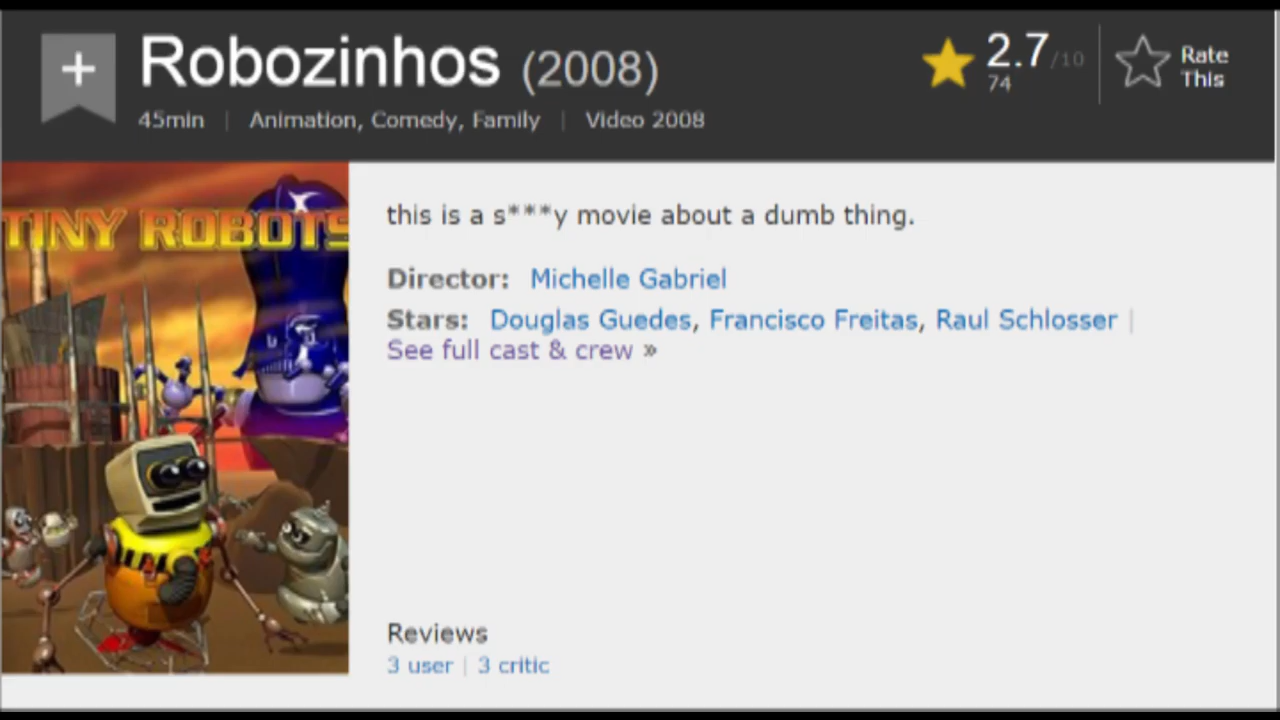 + Robozinhos (2008)
2.7/10
74
Rate
This
45min | Animation, Comedy, Family | Video 2008
TINY ROBOTS
this is a s***y movie about a dumb thing.
Director: Michelle Gabriel
Stars: Douglas Guedes, Francisco Freitas, Raul Schlosser |
See full cast & crew »
Reviews
3 user | 3 critic